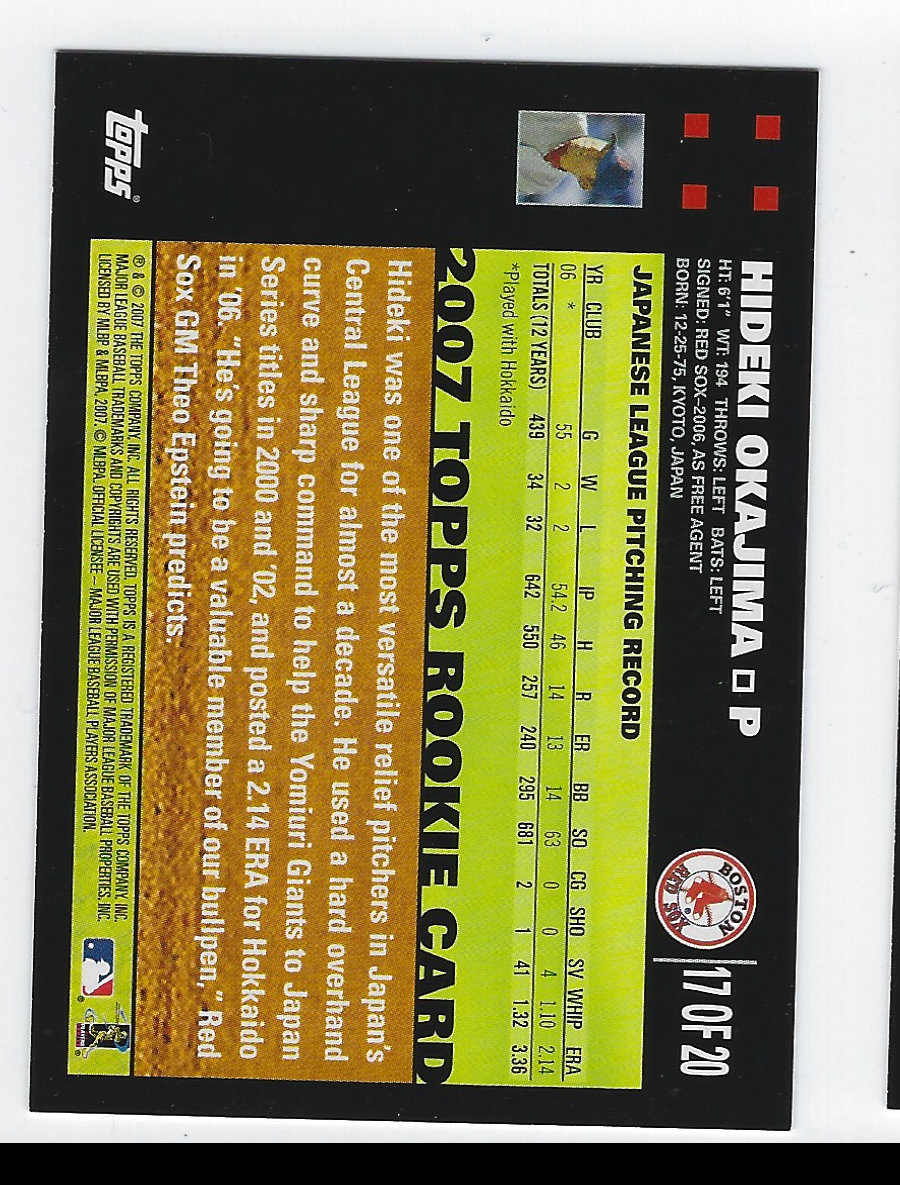 HIDEKI OKAJIMA □ P
HT: 6'1" WT: 194 THROWS: LEFT BATS: LEFT
SIGNED: RED SOX-2006, AS FREE AGENT
BORN: 12-25-75, KYOTO, JAPAN
BOSTON
RED SOX
17 OF 20
JAPANESE LEAGUE PITCHING RECORD
YR CLUB G W L IP H R ER BB SO CG SHO SV WHIP ERA
06 * 55 2 2 54.2 46 14 13 14 63 0 0 4 1.10 2.14
TOTALS (12 YEARS) 439 34 32 642 550 257 240 295 681 2 1 41 1.32 3.36
*Played with Hokkaido
2007 TOPPS ROOKIE CARD
Hideki was one of the most versatile relief pitchers in Japan's
Central League for almost a decade. He used a hard overhand
curve and sharp command to help the Yomiuri Giants to Japan
Series titles in 2000 and '02, and posted a 2.14 ERA for Hokkaido
in '06. "He's going to be a valuable member of our bullpen," Red
Sox GM Theo Epstein predicts.
® & © 2007 THE TOPPS COMPANY, INC. ALL RIGHTS RESERVED. TOPPS IS A REGISTERED TRADEMARK OF THE TOPPS COMPANY, INC.
MAJOR LEAGUE BASEBALL TRADEMARKS AND COPYRIGHTS ARE USED WITH PERMISSION OF MAJOR LEAGUE BASEBALL PROPERTIES, INC.
LICENSED BY MLBP & MLBPA, 2007. © MLBPA. OFFICIAL LICENSEE – MAJOR LEAGUE BASEBALL PLAYERS ASSOCIATION.
topps®